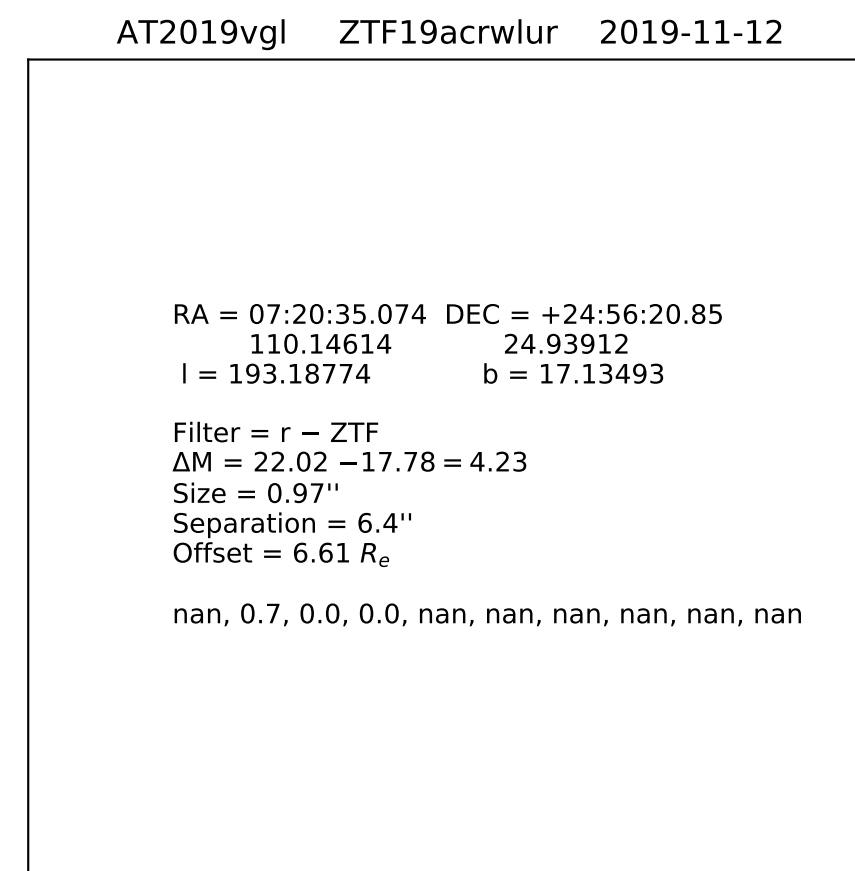 AT2019vgl ZTF19acrwlur 2019-11-12
RA = 07:20:35.074 DEC = +24:56:20.85
110.14614 24.93912
l = 193.18774 b = 17.13493
Filter = r − ZTF
ΔM = 22.02 −17.78 = 4.23
Size = 0.97''
Separation = 6.4''
Offset = 6.61 Re
nan, 0.7, 0.0, 0.0, nan, nan, nan, nan, nan, nan